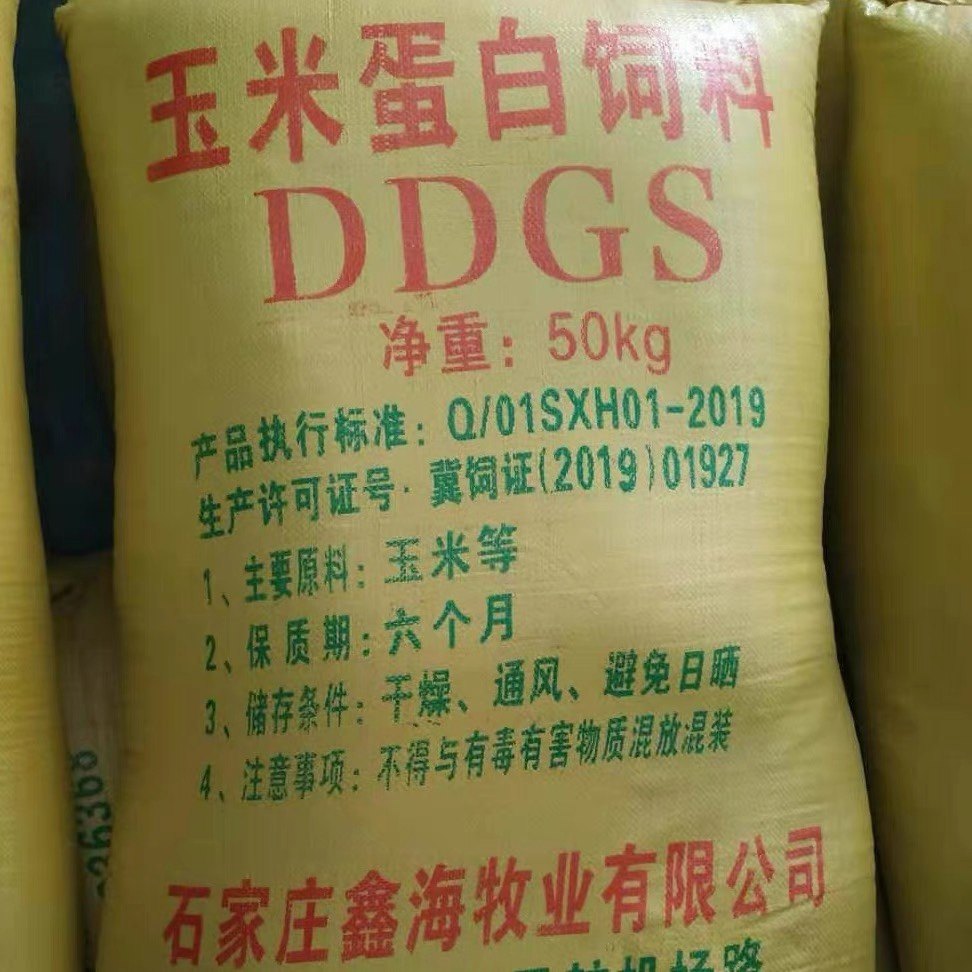 玉米蛋白饲料
DDGS
净重：50kg
产品执行标准：Q/01SXH01-2019
生产许可证号：冀饲证(2019)01927
1、主要原料：玉米等
2、保质期：六个月
3、储存条件：干燥、通风、避免日晒
4、注意事项：不得与有毒有害物质混放混装
石家庄鑫海牧业有限公司